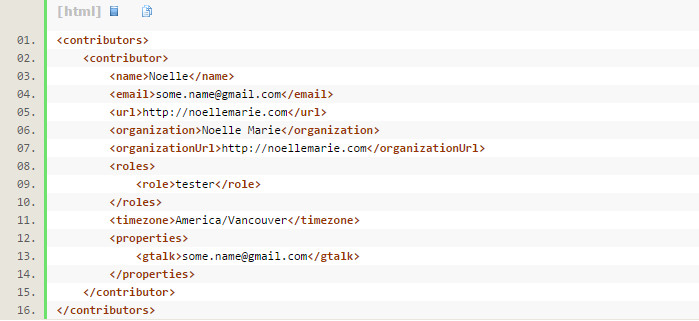 [html]
01. <contributors>
02. <contributor>
03. <name>Noelle</name>
04. <email>some.name@gmail.com</email>
05. <url>http://noellemarie.com</url>
06. <organization>Noelle Marie</organization>
07. <organizationUrl>http://noellemarie.com</organizationUrl>
08. <roles>
09. <role>tester</role>
10. </roles>
11. <timezone>America/Vancouver</timezone>
12. <properties>
13. <gtalk>some.name@gmail.com</gtalk>
14. </properties>
15. </contributor>
16. </contributors>